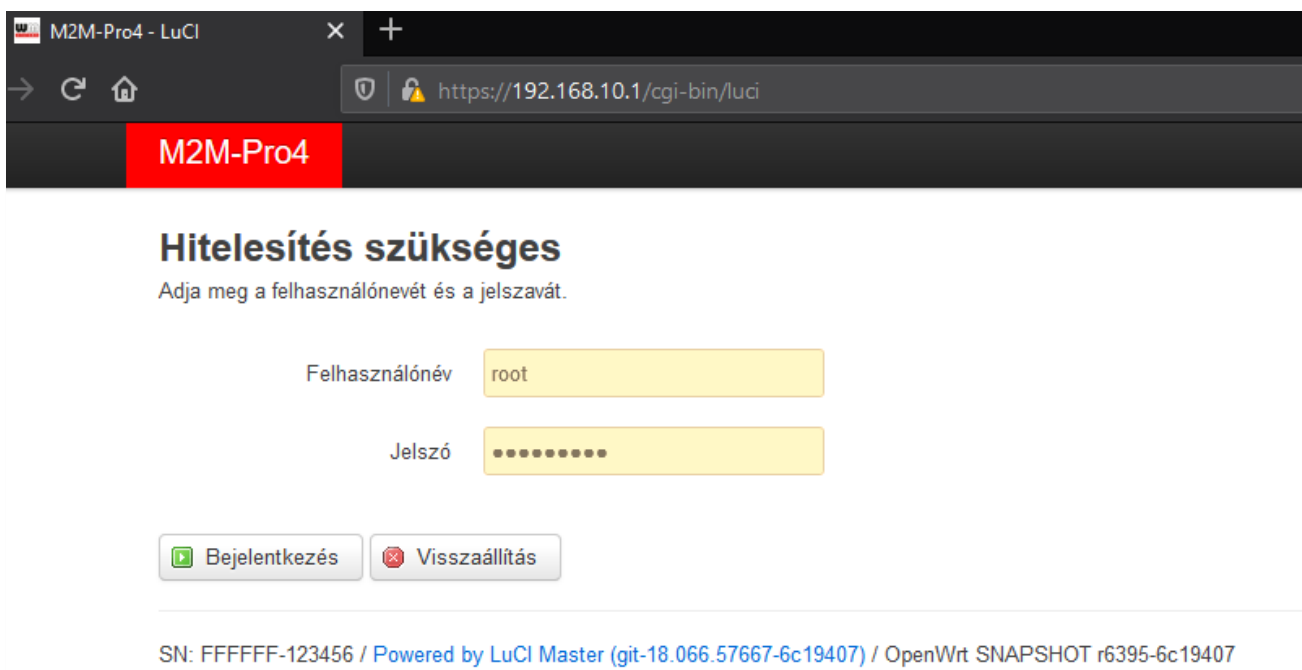 M2M-Pro4 - LuCI
https://192.168.10.1/cgi-bin/luci
M2M-Pro4
Hitelesítés szükséges
Adja meg a felhasználónevét és a jelszavát.
Felhasználónév root
Jelszó •••••••••
Bejelentkezés Visszaállítás
SN: FFFFFF-123456 / Powered by LuCI Master (git-18.066.57667-6c19407) / OpenWrt SNAPSHOT r6395-6c19407